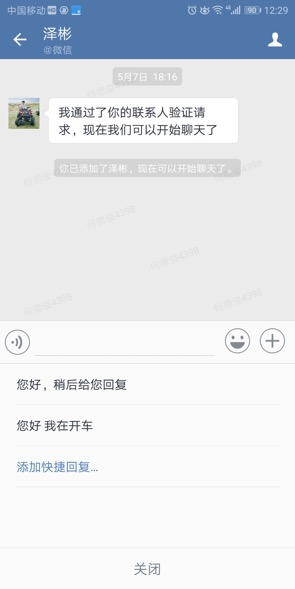 中国移动 HD 4G 90 12:29
泽彬
@微信
5月7日 18:16
我通过了你的联系人验证请
求，现在我们可以开始聊天了
你已添加了泽彬，现在可以开始聊天了。
您好，稍后给您回复
您好 我在开车
添加快捷回复...
关闭